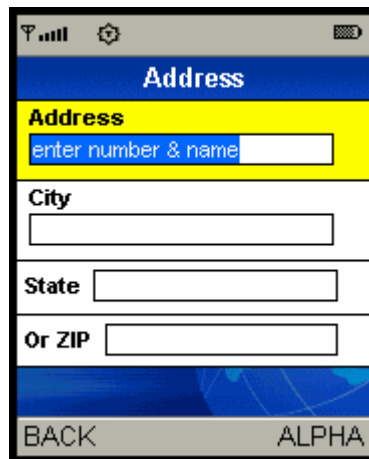 Address
Address
enter number & name
City
State
Or ZIP
BACK ALPHA